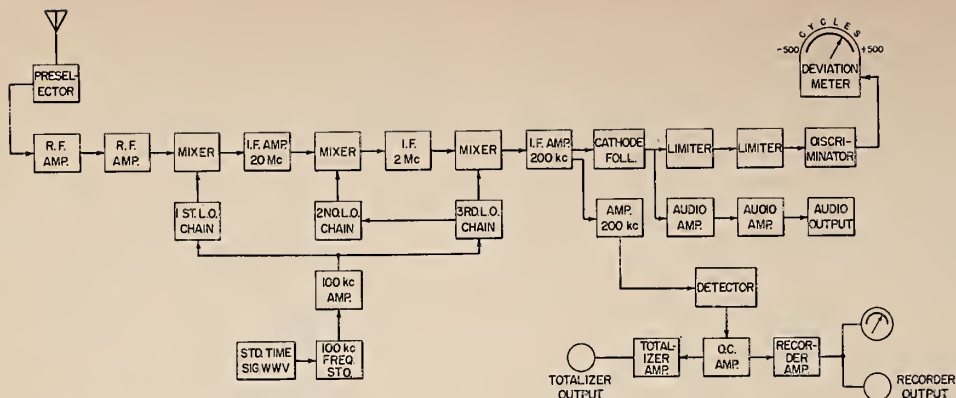 CYCLES
-500 +500
DEVIATION
METER
PRESEL-
ECTOR
R.F.
AMP.
R.F.
AMP.
MIXER
I.F. AMP.
20 Mc
MIXER
I.F.
2 Mc
MIXER
I.F. AMP.
200 kc
CATHODE
FOLL.
LIMITER
LIMITER
DISCRI-
MINATOR
1 ST. L.O.
CHAIN
2ND. L.O.
CHAIN
3RD. L.O.
CHAIN
AMP.
200 kc
AUDIO
AMP.
AUDIO
AMP.
AUDIO
OUTPUT
100 kc
AMP.
DETECTOR
STD. TIME
SIG. WWV
100 kc
FREQ.
STD.
TOTAL-
IZER
AMP.
D.C.
AMP.
RECOR-
DER
AMP.
TOTALIZER
OUTPUT
RECORDER
OUTPUT